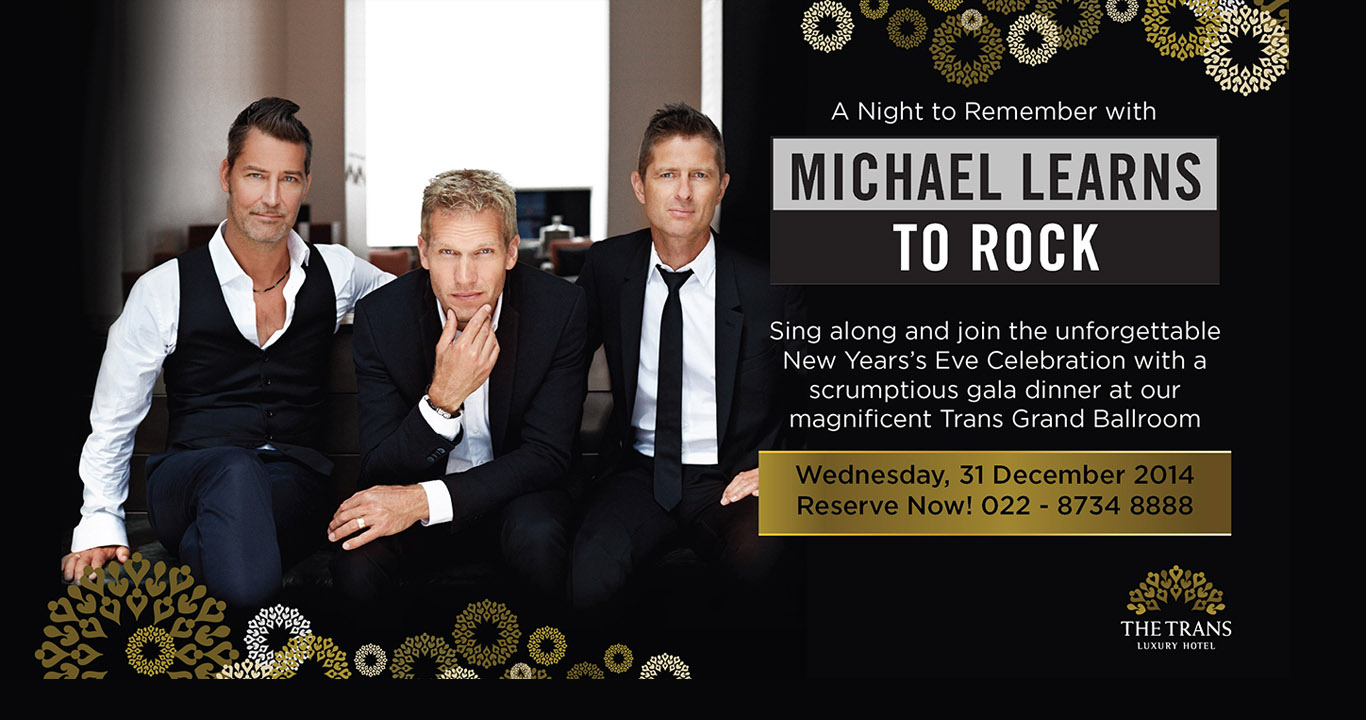 A Night to Remember with
MICHAEL LEARNS
TO ROCK
Sing along and join the unforgettable
New Years's Eve Celebration with a
scrumptious gala dinner at our
magnificent Trans Grand Ballroom
Wednesday, 31 December 2014
Reserve Now! 022 - 8734 8888
THE TRANS
LUXURY HOTEL